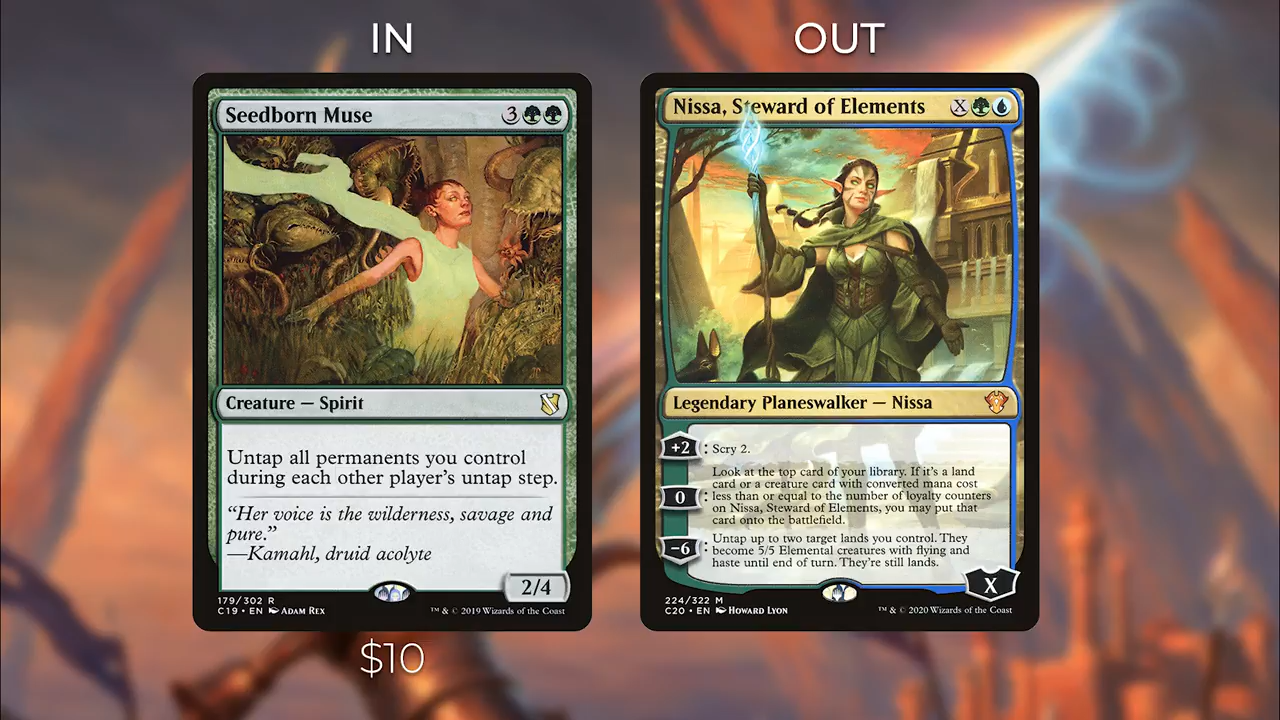 IN
OUT
Seedborn Muse 3
Creature — Spirit
Untap all permanents you control
during each other player's untap step.
“Her voice is the wilderness, savage and
pure.”
—Kamahl, druid acolyte
2/4
179/302 R
C19 • EN Adam Rex
™ & © 2019 Wizards of the Coast
$10
Nissa, Steward of Elements X
Legendary Planeswalker — Nissa
+2 : Scry 2.
Look at the top card of your library. If it's a land
card or a creature card with converted mana cost
0 : less than or equal to the number of loyalty counters
on Nissa, Steward of Elements, you may put that
card onto the battlefield.
Untap up to two target lands you control. They
-6 : become 5/5 Elemental creatures with flying and
haste until end of turn. They're still lands.
X
224/322 M
C20 • EN Howard Lyon
™ & © 2020 Wizards of the Coast